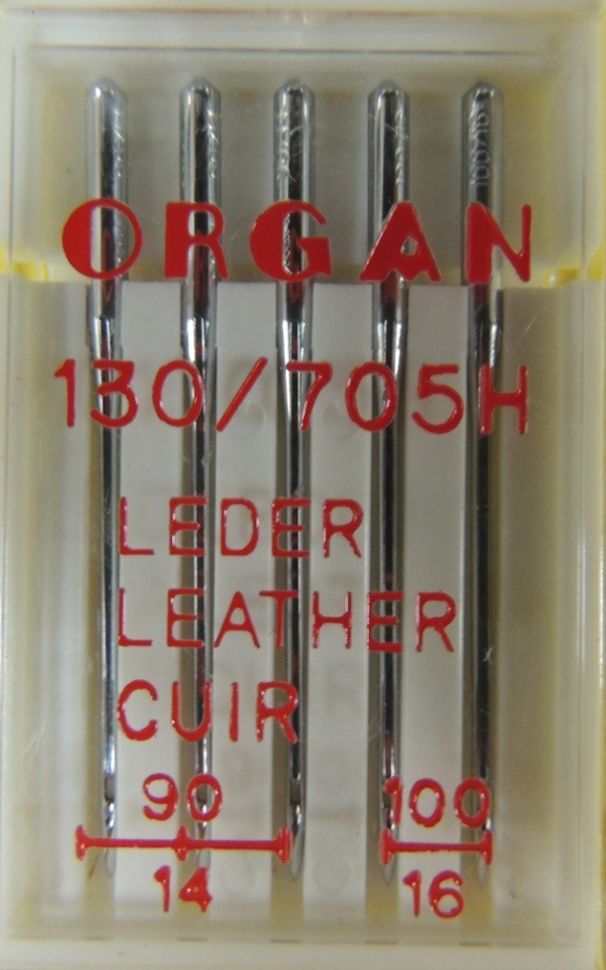 ORGAN
130/705H
LEDER
LEATHER
CUIR
90 100
14 16